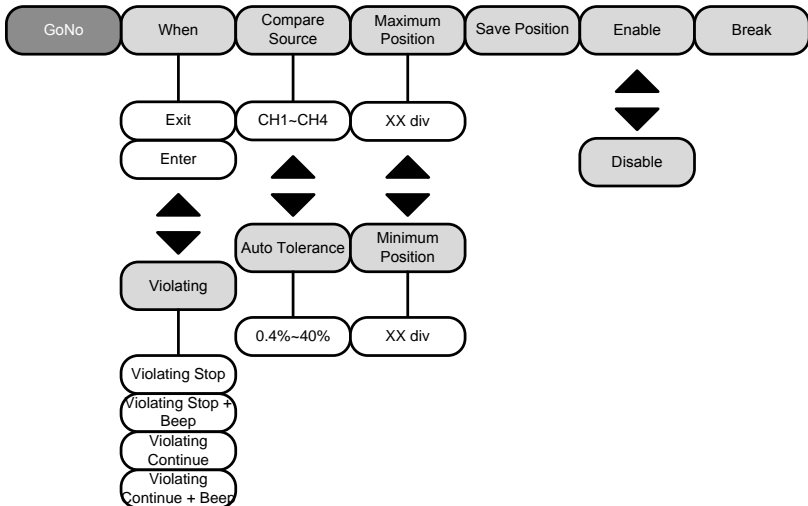 GoNo
When
Compare
Source
Maximum
Position
Save Position
Enable
Break
Exit
Enter
CH1~CH4
XX div
Disable
Violating
Auto Tolerance
Minimum
Position
0.4%~40%
XX div
Violating Stop
Violating Stop +
Beep
Violating
Continue
Violating
Continue + Beep